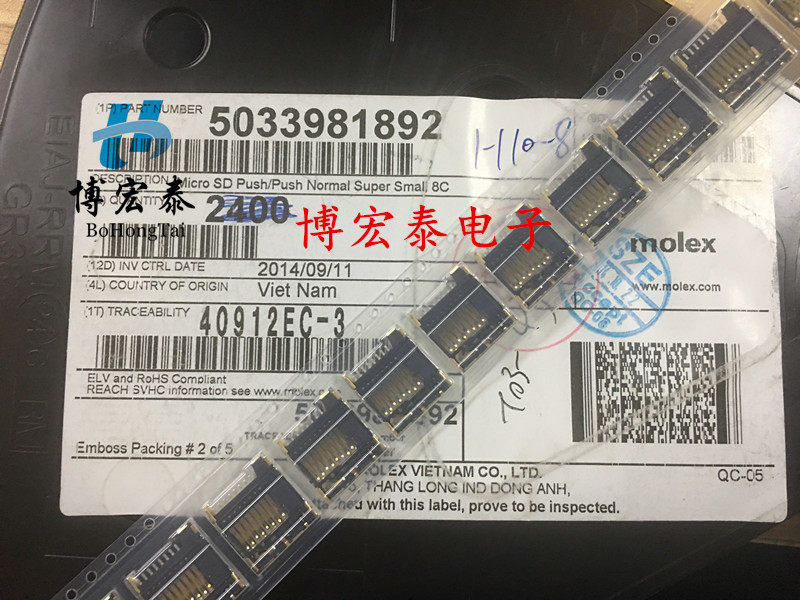 (1P) PART NUMBER
5033981892
1-110-8
DESCRIPTION: Micro SD Push/Push Normal Super Smal, 8C
QUANTITY
2400
博宏泰
BoHongTai
博宏泰电子
(12D) INV CTRL DATE
2014/09/11
(4L) COUNTRY OF ORIGIN
Viet Nam
(1T) TRACEABILITY
40912EC-3
molex
www.molex.com
SZE
ELV and RoHS Compliant
REACH SVHC information see www.molex
Emboss Packing # 2 of 5
MOLEX VIETNAM CO., LTD.
THANG LONG IND DONG ANH,
attached with this label, prove to be inspected.
QC-05